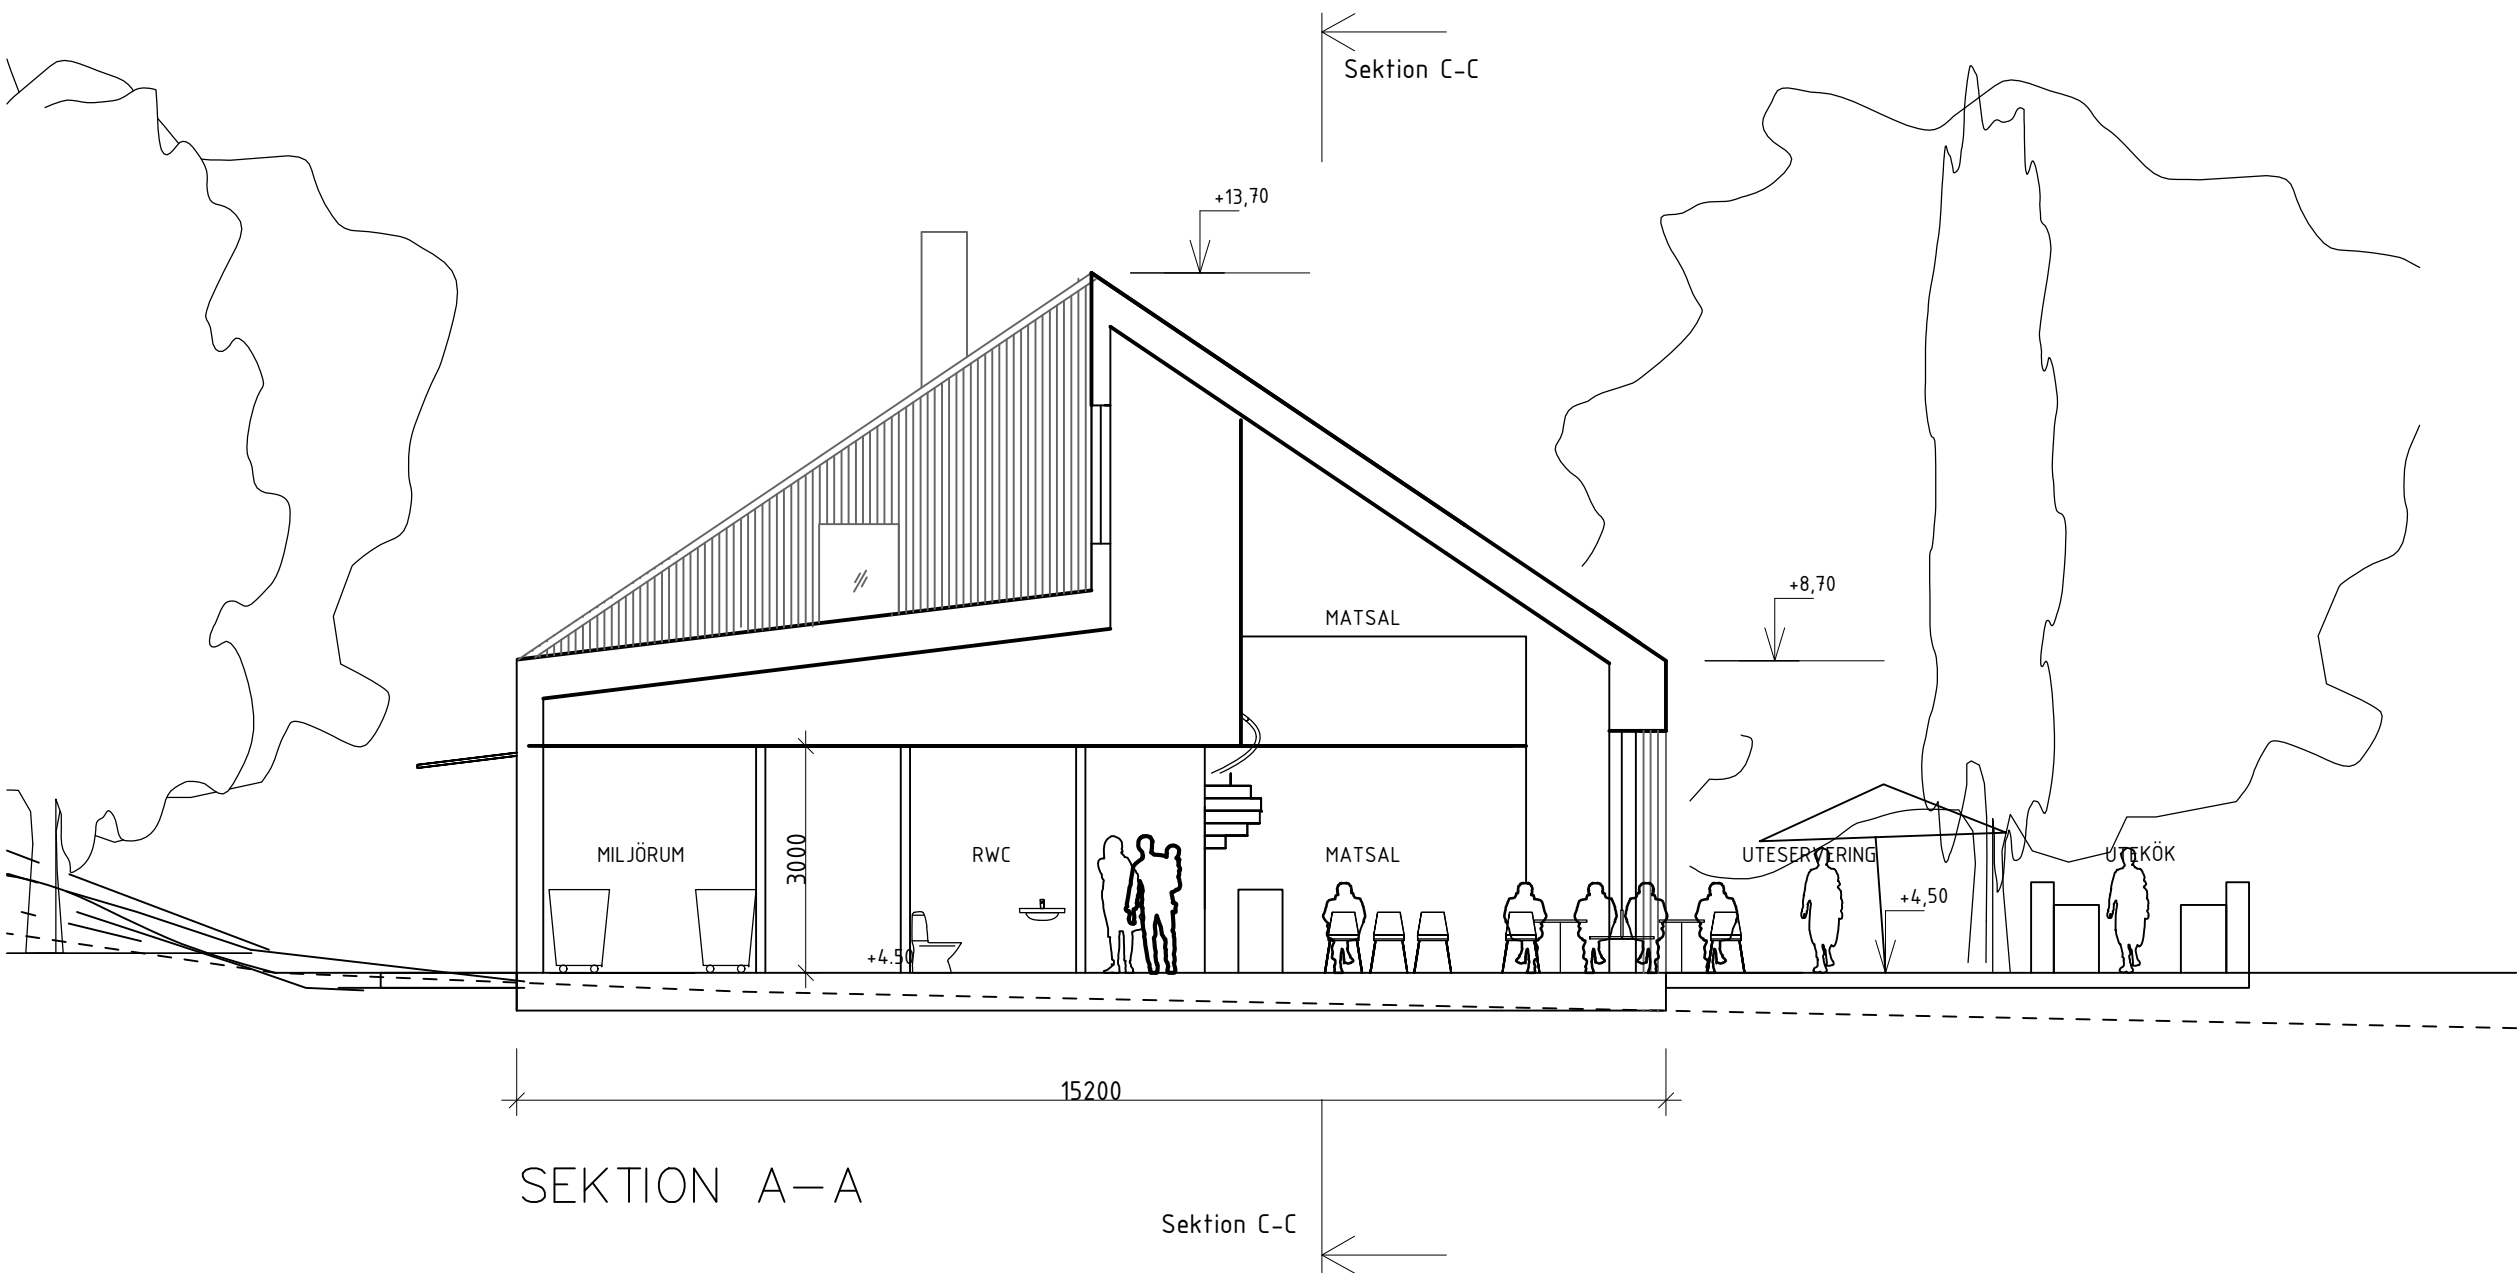 Sektion C-C
+13,70
+8,70
MATSAL
MILJÖRUM
3000
RWC
MATSAL
UTESERVERING
UTEKÖK
+4,50
+4.50
15200
SEKTION A-A
Sektion C-C